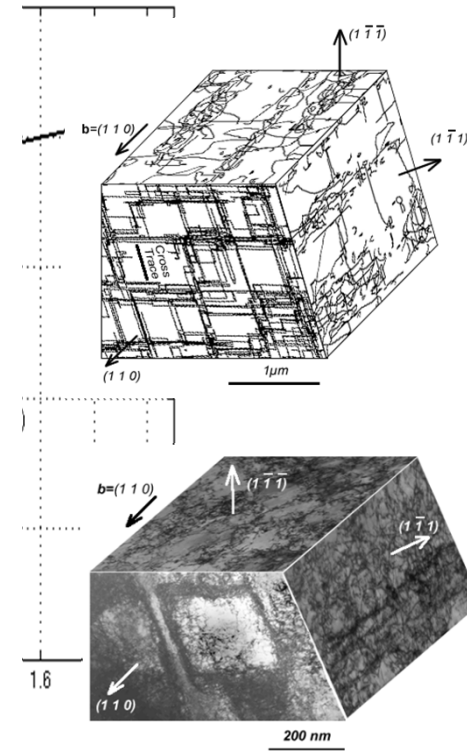 (1 1̄ 1̄)
b=(1 1 0)
(1 1̄ 1)
Cross
Trace
(1 1 0)
1μm
b=(1 1 0)
(1 1̄ 1̄)
(1 1̄ 1)
1.6
(1 1 0)
200 nm